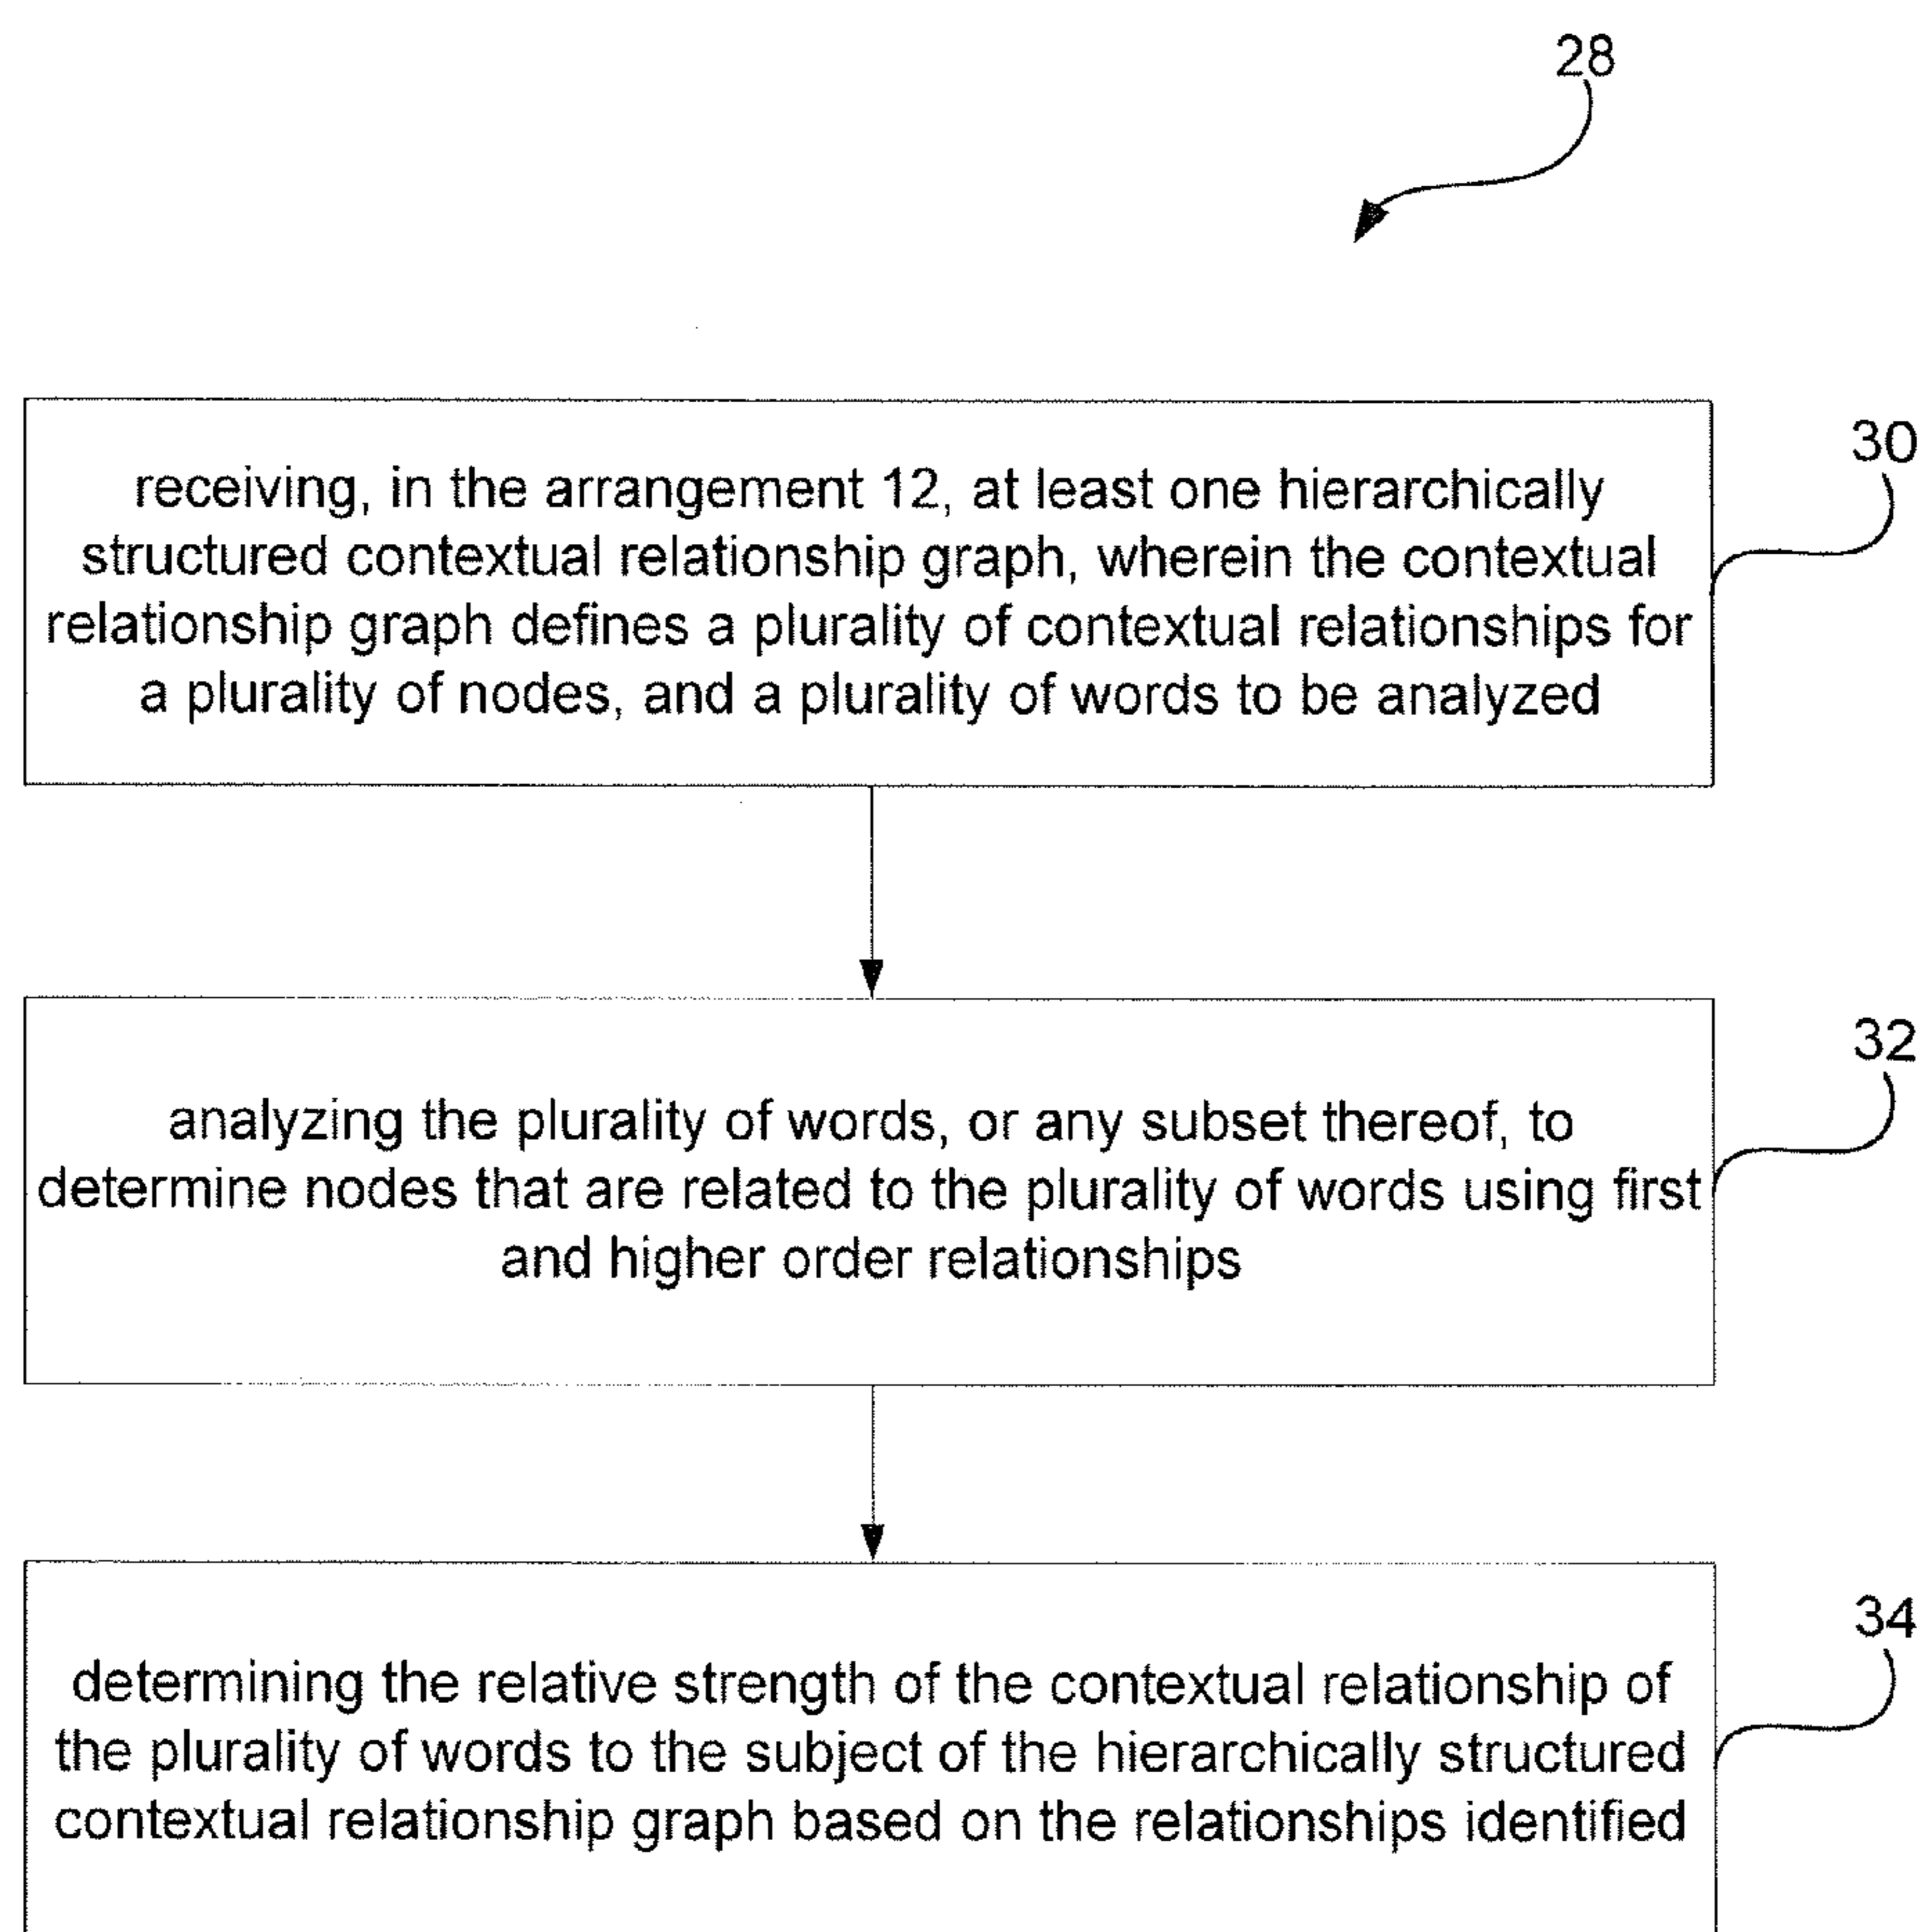 28
30
receiving, in the arrangement 12, at least one hierarchically
structured contextual relationship graph, wherein the contextual
relationship graph defines a plurality of contextual relationships for
a plurality of nodes, and a plurality of words to be analyzed
32
analyzing the plurality of words, or any subset thereof, to
determine nodes that are related to the plurality of words using first
and higher order relationships
34
determining the relative strength of the contextual relationship of
the plurality of words to the subject of the hierarchically structured
contextual relationship graph based on the relationships identified